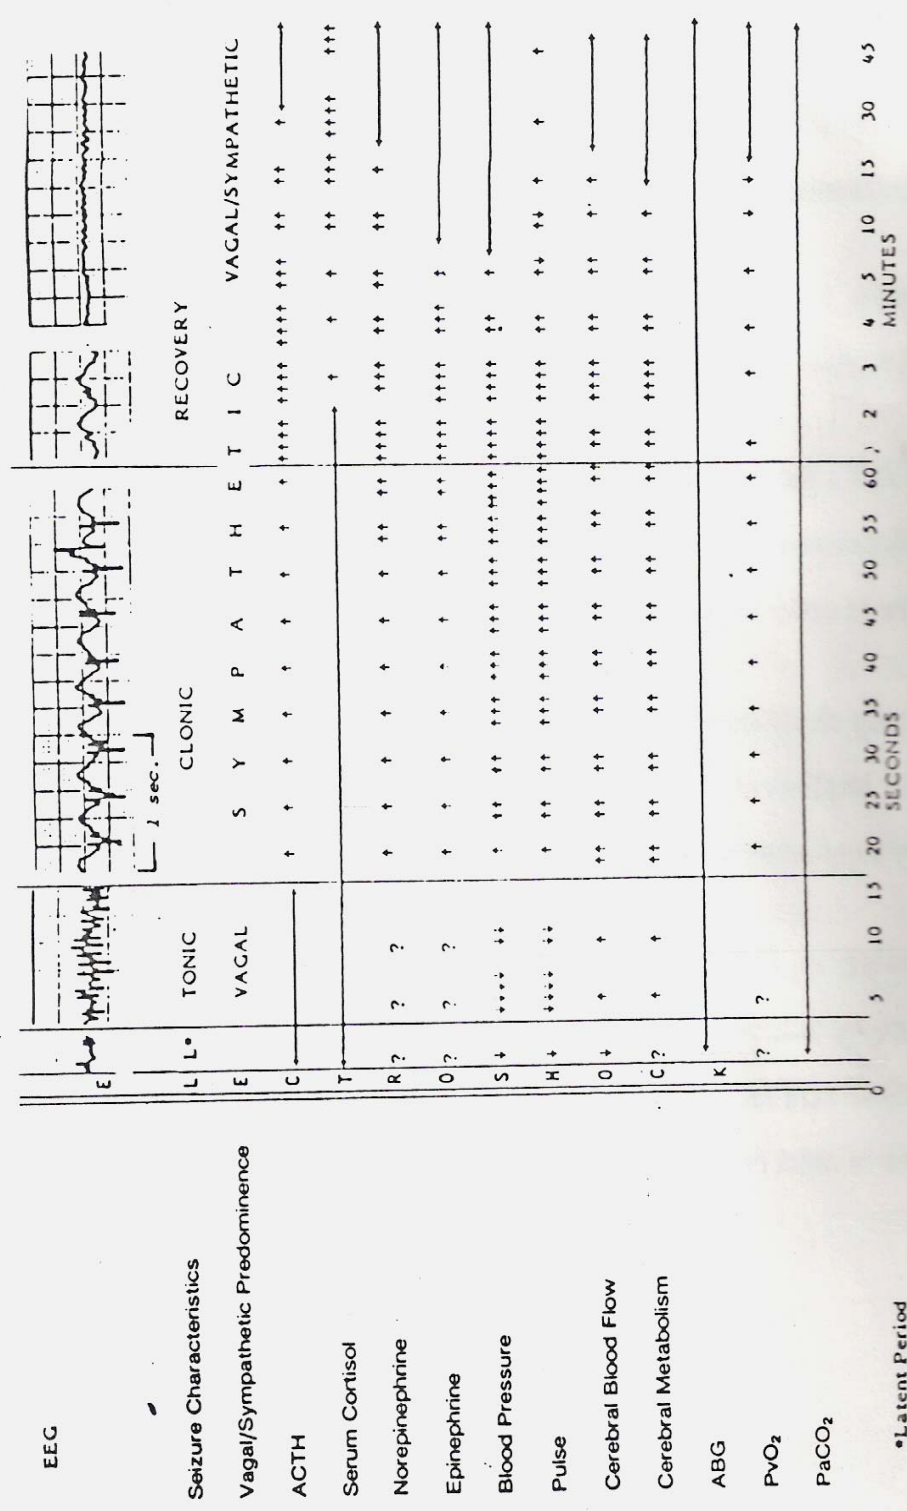 EEG E
1 sec.
Seizure Characteristics L L* TONIC CLONIC RECOVERY
Vagal/Sympathetic Predominence E VAGAL S Y M P A T H E T I C VAGAL/SYMPATHETIC
ACTH C
Serum Cortisol T
Norepinephrine R ? ? ?
Epinephrine O ? ? ?
Blood Pressure S
Pulse H
Cerebral Blood Flow O
Cerebral Metabolism C ?
ABG K
PvO₂ ? ?
PaCO₂
0 5 10 15 20 25 30 35 40 45 50 55 60 1 2 3 4 5 10 15 30 45
SECONDS MINUTES
*Latent Period